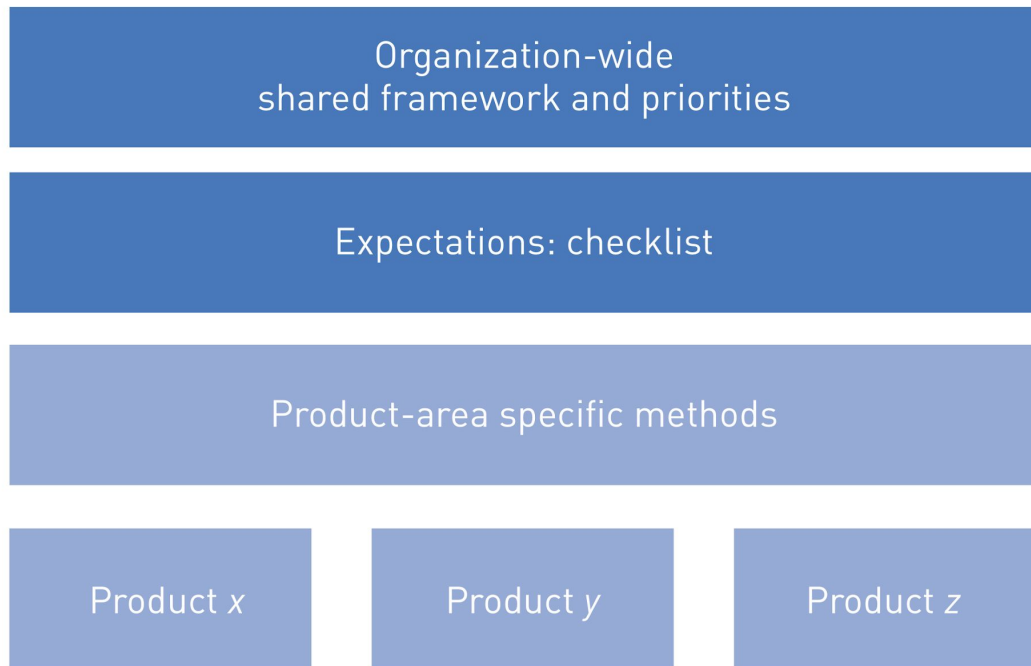 Organization-wide
shared framework and priorities
Expectations: checklist
Product-area specific methods
Product x
Product y
Product z